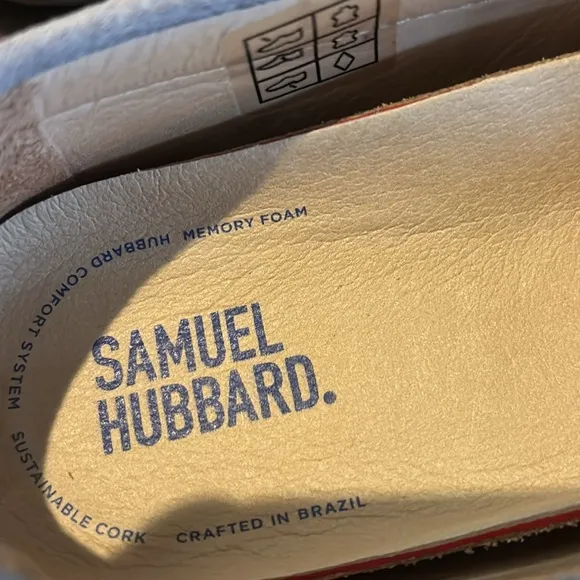 SAMUEL
HUBBARD.
SUSTAINABLE CORK HUBBARD COMFORT SYSTEM MEMORY FOAM
CRAFTED IN BRAZIL